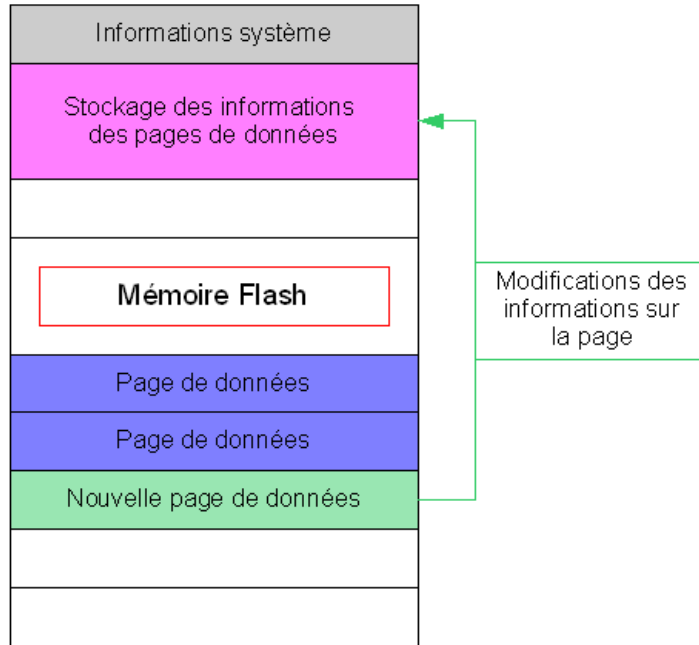 Informations système
Stockage des informations
des pages de données
Mémoire Flash
Modifications des
informations sur
la page
Page de données
Page de données
Nouvelle page de données